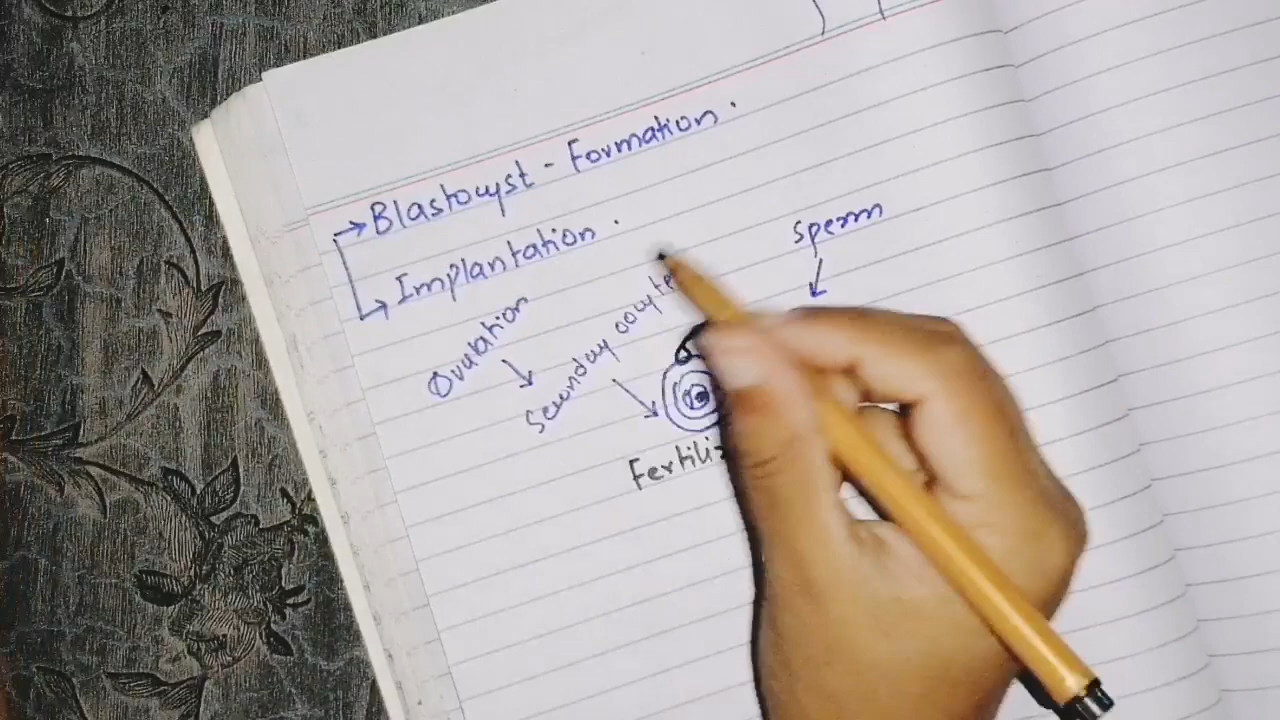 → Blastocyst - Formation.
→ Implantation.
Ovulation
Secondary oocyte
sperm